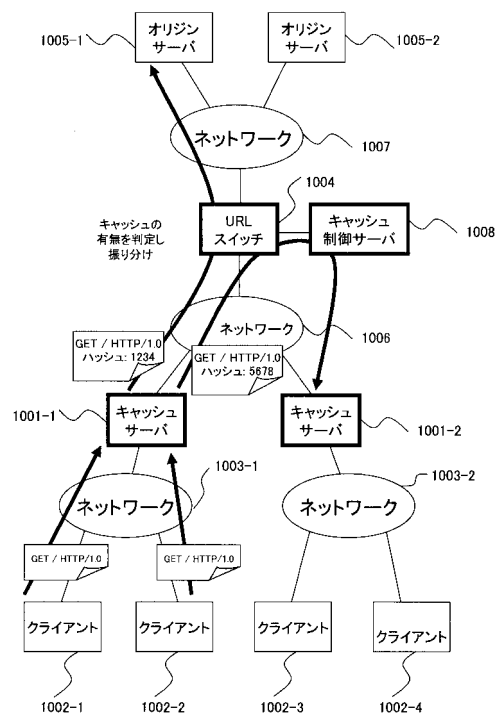 1005-1
オリジン
サーバ
オリジン
サーバ
1005-2
ネットワーク
1007
1004
キャッシュの
有無を判定し
振り分け
URL
スイッチ
キャッシュ
制御サーバ
1008
ネットワーク
1006
GET / HTTP/1.0
ハッシュ: 1234
GET / HTTP/1.0
ハッシュ: 5678
1001-1
キャッシュ
サーバ
キャッシュ
サーバ
1001-2
1003-1
1003-2
ネットワーク
ネットワーク
GET / HTTP/1.0
GET / HTTP/1.0
クライアント
クライアント
クライアント
クライアント
1002-1
1002-2
1002-3
1002-4